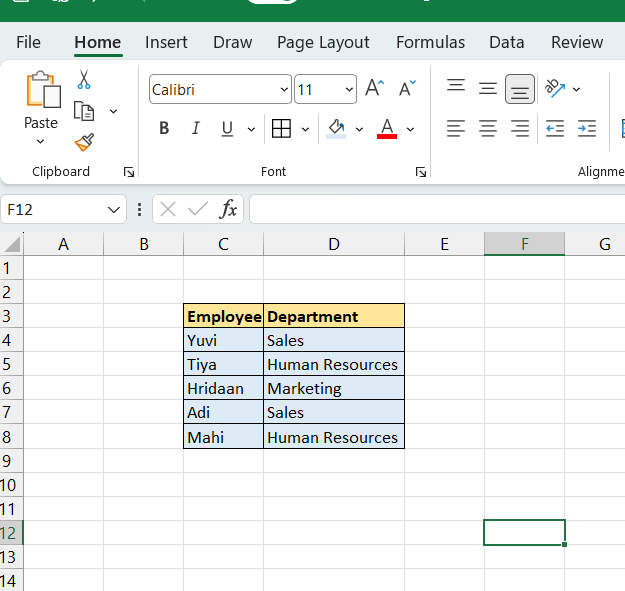 File Home Insert Draw Page Layout Formulas Data Review
Calibri 11 A A
Paste
B I U A
Clipboard Font Alignme
F12 fx
A B C D E F G
1
2
3 Employee Department
4 Yuvi Sales
5 Tiya Human Resources
6 Hridaan Marketing
7 Adi Sales
8 Mahi Human Resources
9
10
11
12
13
14